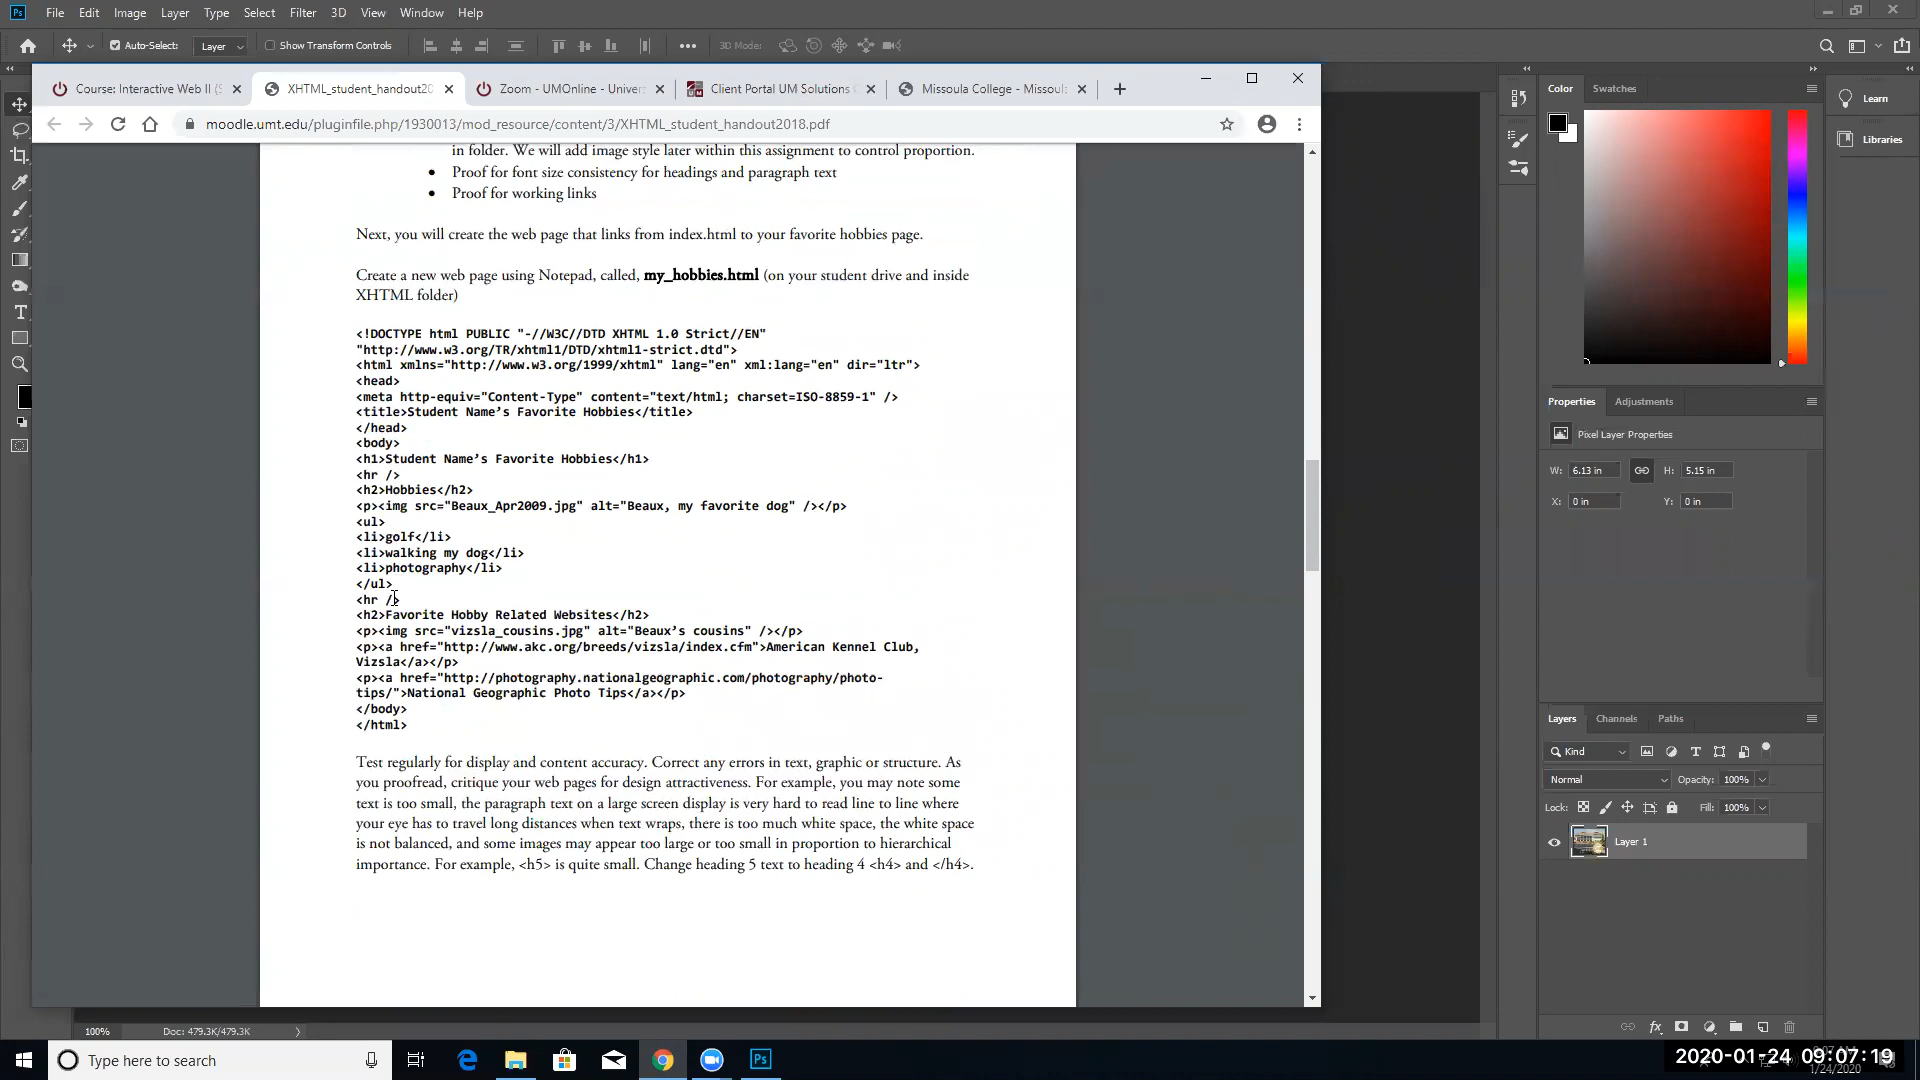 File Edit Image Layer Type Select Filter 3D View Window Help
Auto-Select: Layer Show Transform Controls 3D Mode:
Course: Interactive Web II (S
XHTML_student_handout20
Zoom - UMOnline - Univers
Client Portal UM Solutions C
Missoula College - Missoul
moodle.umt.edu/pluginfile.php/1930013/mod_resource/content/3/XHTML_student_handout2018.pdf
in folder. We will add image style later within this assignment to control proportion.
• Proof for font size consistency for headings and paragraph text
• Proof for working links
Next, you will create the web page that links from index.html to your favorite hobbies page.
Create a new web page using Notepad, called, my_hobbies.html (on your student drive and inside
XHTML folder)
<!DOCTYPE html PUBLIC "-//W3C//DTD XHTML 1.0 Strict//EN"
"http://www.w3.org/TR/xhtml1/DTD/xhtml1-strict.dtd">
<html xmlns="http://www.w3.org/1999/xhtml" lang="en" xml:lang="en" dir="ltr">
<head>
<meta http-equiv="Content-Type" content="text/html; charset=ISO-8859-1" />
<title>Student Name’s Favorite Hobbies</title>
</head>
<body>
<h1>Student Name’s Favorite Hobbies</h1>
<hr />
<h2>Hobbies</h2>
<p><img src="Beaux_Apr2009.jpg" alt="Beaux, my favorite dog" /></p>
<ul>
<li>golf</li>
<li>walking my dog</li>
<li>photography</li>
</ul>
<hr />
<h2>Favorite Hobby Related Websites</h2>
<p><img src="vizsla_cousins.jpg" alt="Beaux’s cousins" /></p>
<p><a href="http://www.akc.org/breeds/vizsla/index.cfm">American Kennel Club,
Vizsla</a></p>
<p><a href="http://photography.nationalgeographic.com/photography/photo-
tips/">National Geographic Photo Tips</a></p>
</body>
</html>
Test regularly for display and content accuracy. Correct any errors in text, graphic or structure. As
you proofread, critique your web pages for design attractiveness. For example, you may note some
text is too small, the paragraph text on a large screen display is very hard to read line to line where
your eye has to travel long distances when text wraps, there is too much white space, the white space
is not balanced, and some images may appear too large or too small in proportion to hierarchical
importance. For example, <h5> is quite small. Change heading 5 text to heading 4 <h4> and </h4>.
Color Swatches
Learn
Libraries
Properties Adjustments
Pixel Layer Properties
W: 6.13 in H: 5.15 in
X: 0 in Y: 0 in
Layers Channels Paths
Kind
Normal Opacity: 100%
Lock: Fill: 100%
Layer 1
100% Doc: 479.3K/479.3K
Type here to search
2020-01-24 09:07:19
1/24/2020